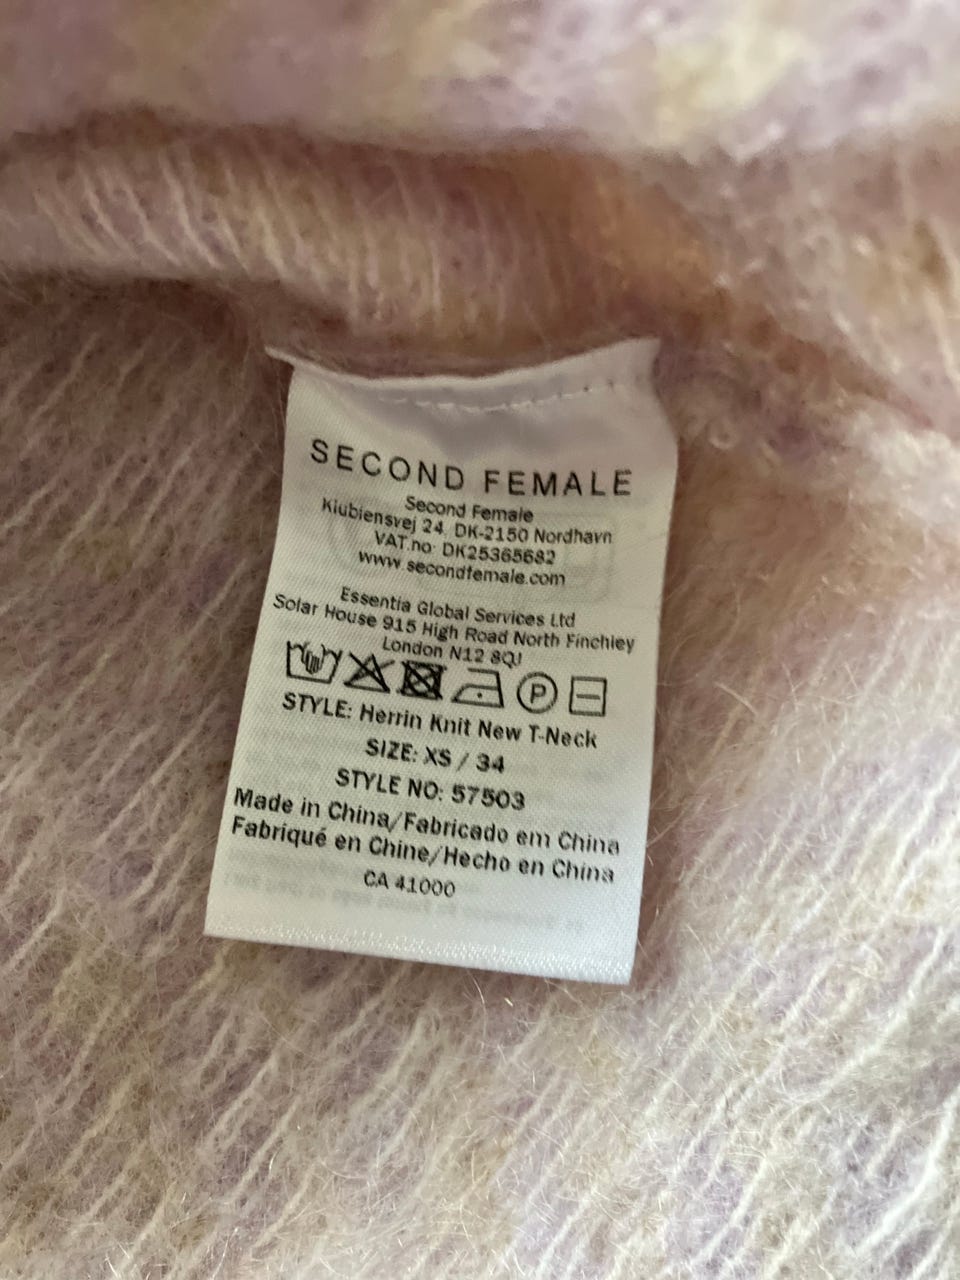 SECOND FEMALE
Second Female
Klubiensvej 24, DK-2150 Nordhavn
VAT.no: DK25365682
www.secondfemale.com
Essentia Global Services Ltd
Solar House 915 High Road North Finchley
London N12 8QJ
P
STYLE: Herrin Knit New T-Neck
SIZE: XS / 34
STYLE NO: 57503
Made in China/Fabricado em China
Fabriqué en Chine/Hecho en China
CA 41000